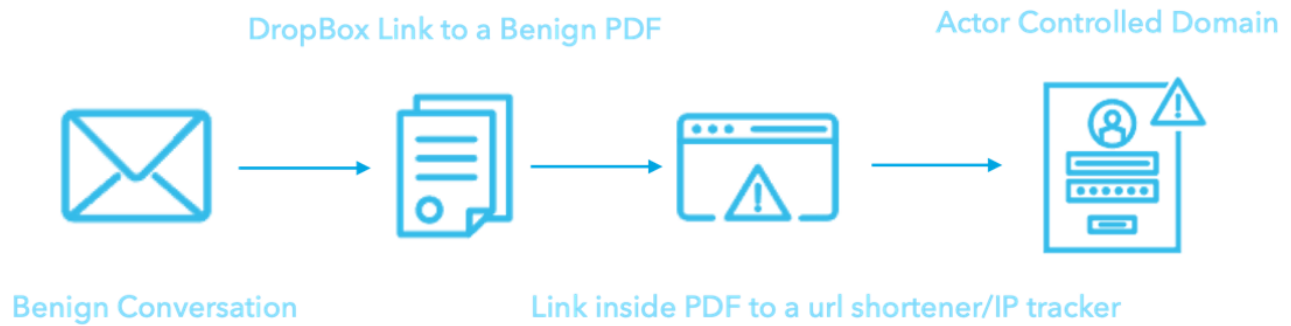 DropBox Link to a Benign PDF
Actor Controlled Domain
Benign Conversation
Link inside PDF to a url shortener/IP tracker